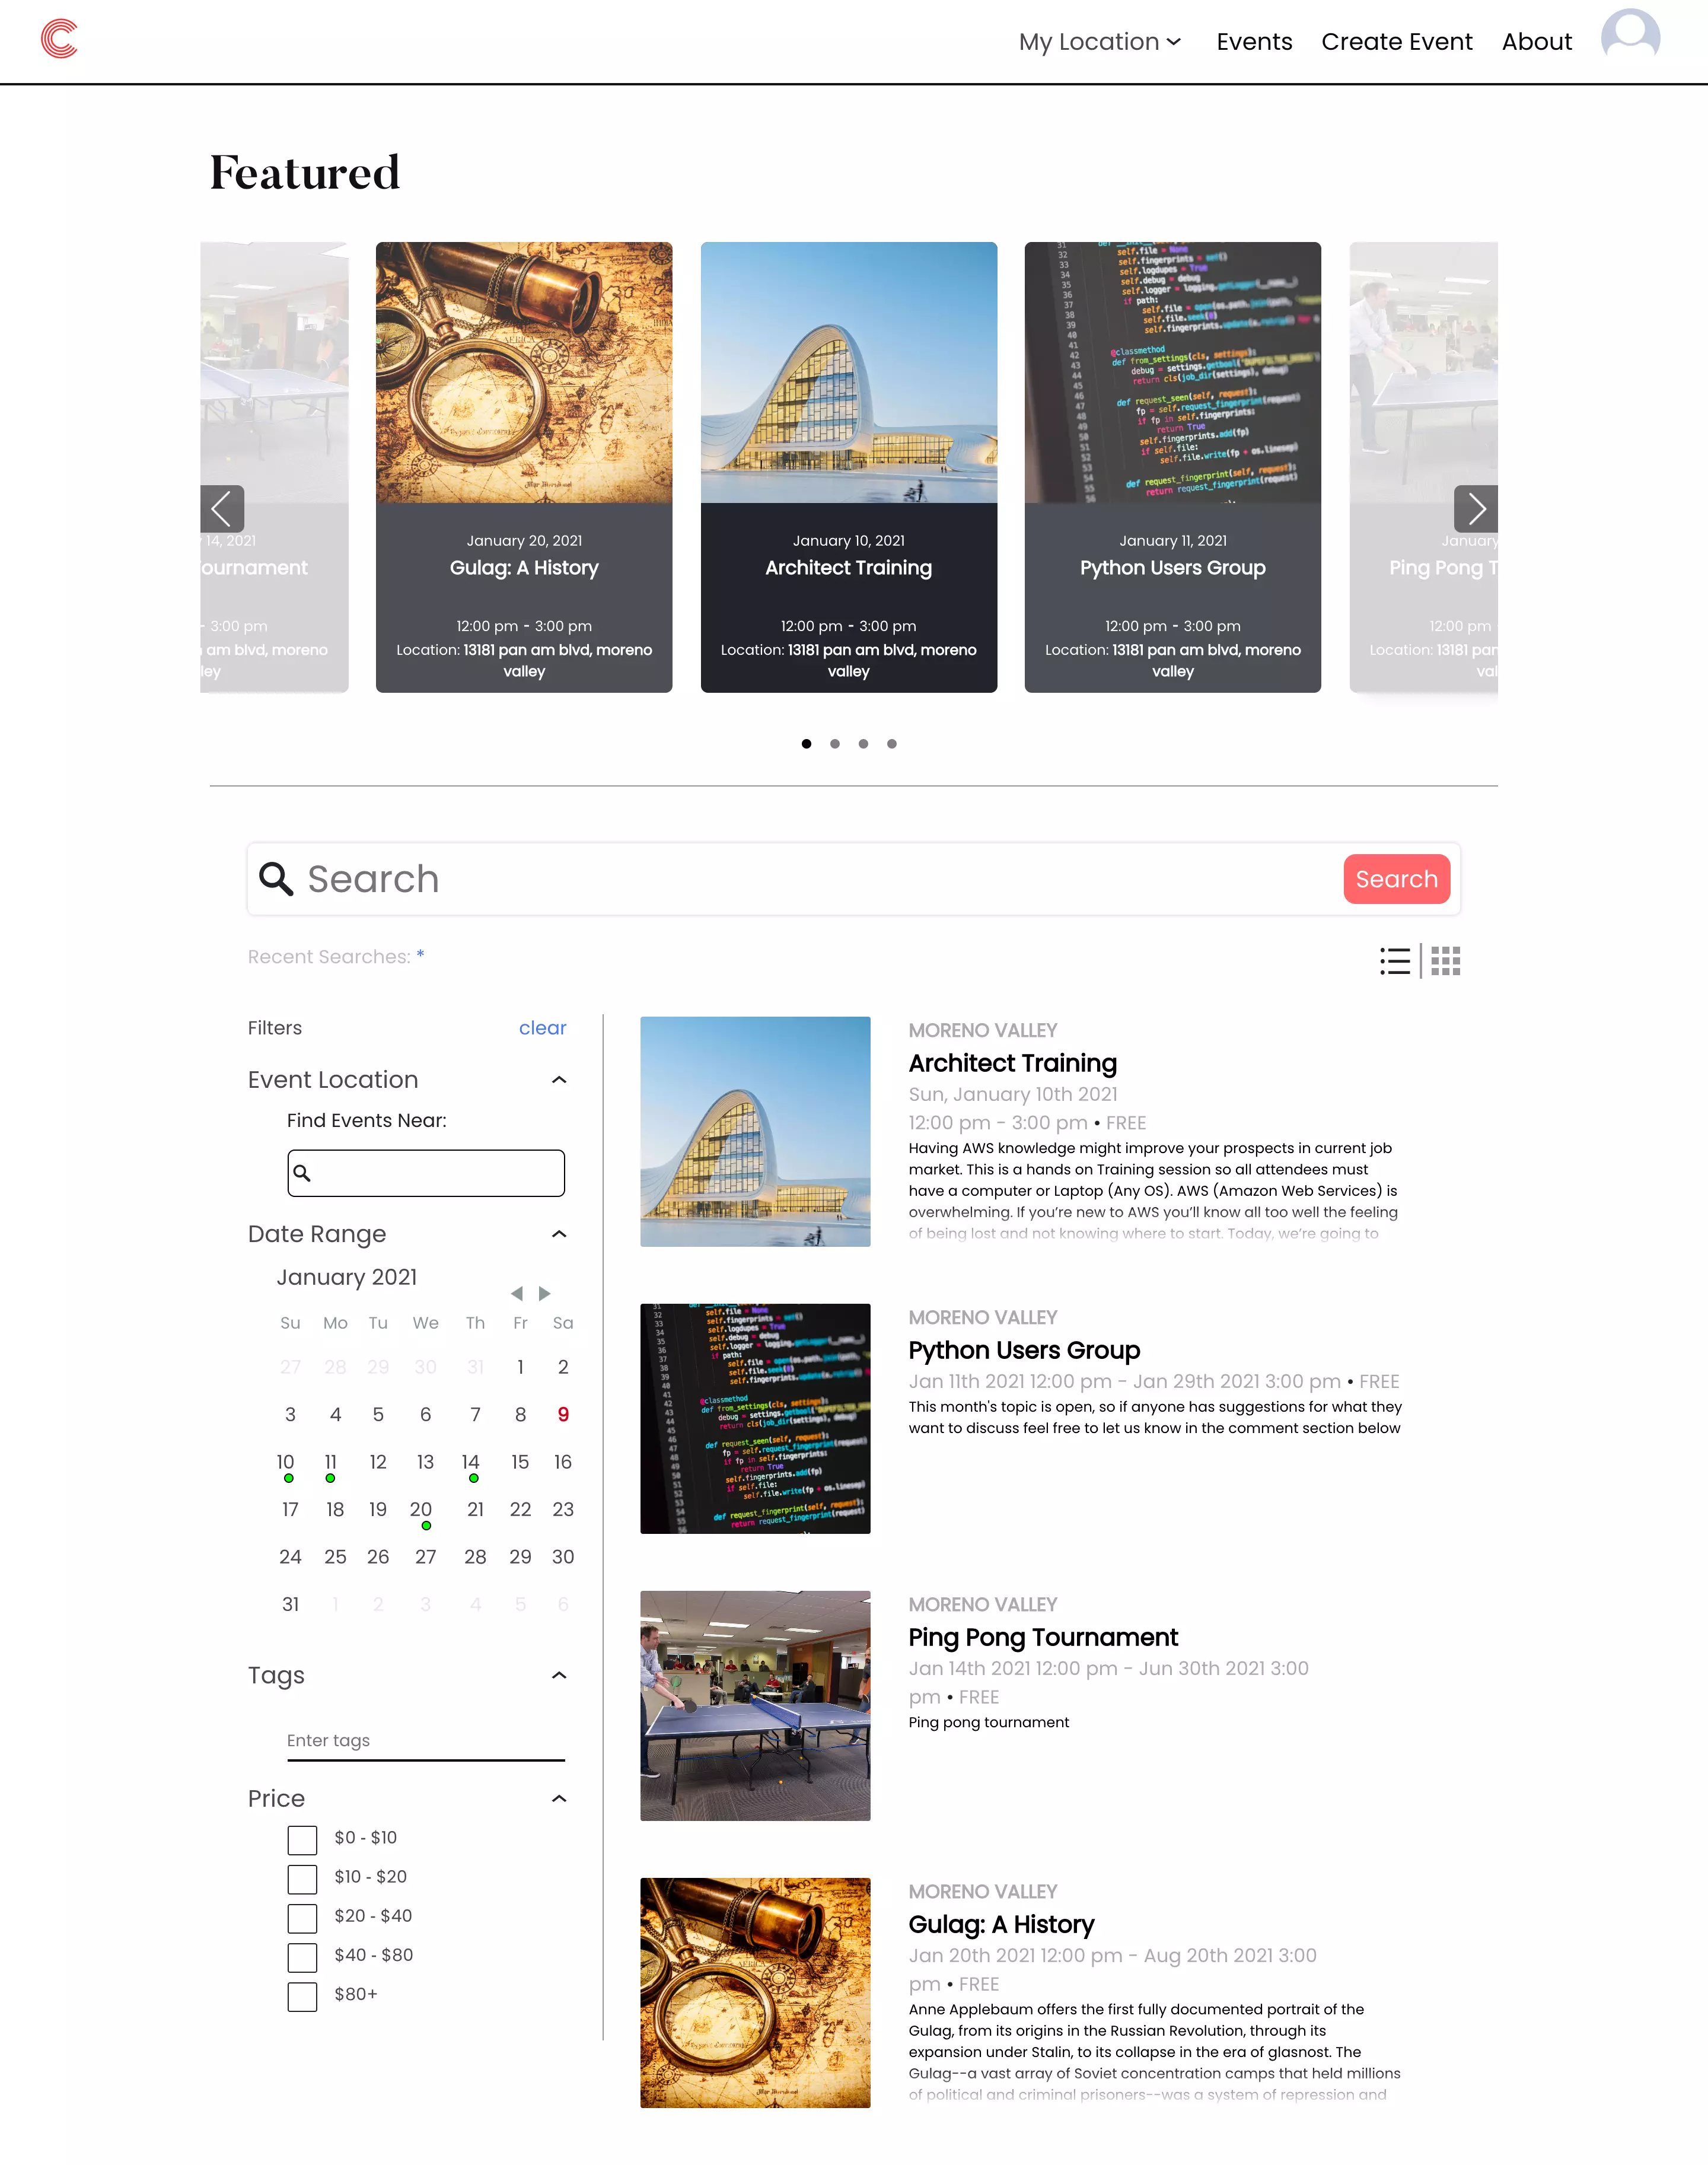 My Location
Events
Create Event
About
Featured
14, 2021
ournament
- 3:00 pm
am blvd, moreno
ley
January 20, 2021
Gulag: A History
12:00 pm - 3:00 pm
Location: 13181 pan am blvd, moreno
valley
January 10, 2021
Architect Training
12:00 pm - 3:00 pm
Location: 13181 pan am blvd, moreno
valley
January 11, 2021
Python Users Group
12:00 pm - 3:00 pm
Location: 13181 pan am blvd, moreno
valley
January
Ping Pong T
12:00 pm
Location: 13181 pan
val
Search
Search
Recent Searches: *
Filters
clear
Event Location
Find Events Near:
Date Range
January 2021
Su Mo Tu We Th Fr Sa
27 28 29 30 31 1 2
3 4 5 6 7 8 9
10 11 12 13 14 15 16
17 18 19 20 21 22 23
24 25 26 27 28 29 30
31 1 2 3 4 5 6
Tags
Enter tags
Price
$0 - $10
$10 - $20
$20 - $40
$40 - $80
$80+
MORENO VALLEY
Architect Training
Sun, January 10th 2021
12:00 pm - 3:00 pm • FREE
Having AWS knowledge might improve your prospects in current job
market. This is a hands on Training session so all attendees must
have a computer or Laptop (Any OS). AWS (Amazon Web Services) is
overwhelming. If you're new to AWS you'll know all too well the feeling
of being lost and not knowing where to start. Today, we're going to
MORENO VALLEY
Python Users Group
Jan 11th 2021 12:00 pm - Jan 29th 2021 3:00 pm • FREE
This month's topic is open, so if anyone has suggestions for what they
want to discuss feel free to let us know in the comment section below
MORENO VALLEY
Ping Pong Tournament
Jan 14th 2021 12:00 pm - Jun 30th 2021 3:00
pm • FREE
Ping pong tournament
MORENO VALLEY
Gulag: A History
Jan 20th 2021 12:00 pm - Aug 20th 2021 3:00
pm • FREE
Anne Applebaum offers the first fully documented portrait of the
Gulag, from its origins in the Russian Revolution, through its
expansion under Stalin, to its collapse in the era of glasnost. The
Gulag--a vast array of Soviet concentration camps that held millions
of political and criminal prisoners--was a system of repression and